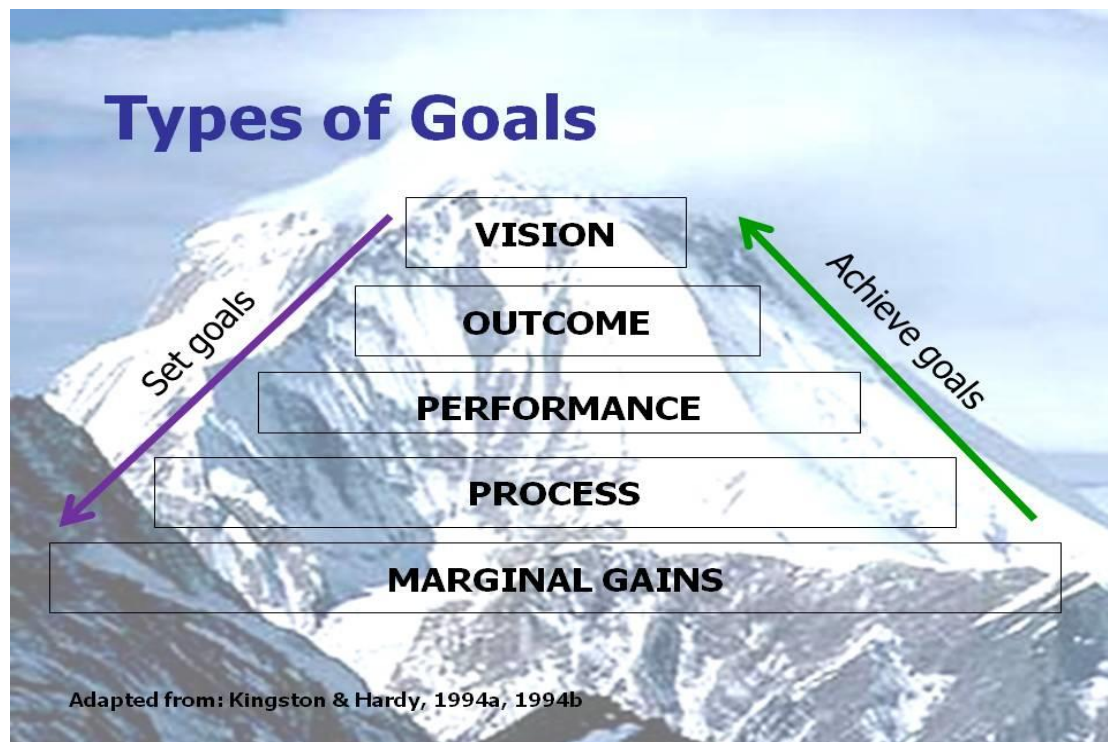 Types of Goals
VISION
Set goals
Achieve goals
OUTCOME
PERFORMANCE
PROCESS
MARGINAL GAINS
Adapted from: Kingston & Hardy, 1994a, 1994b